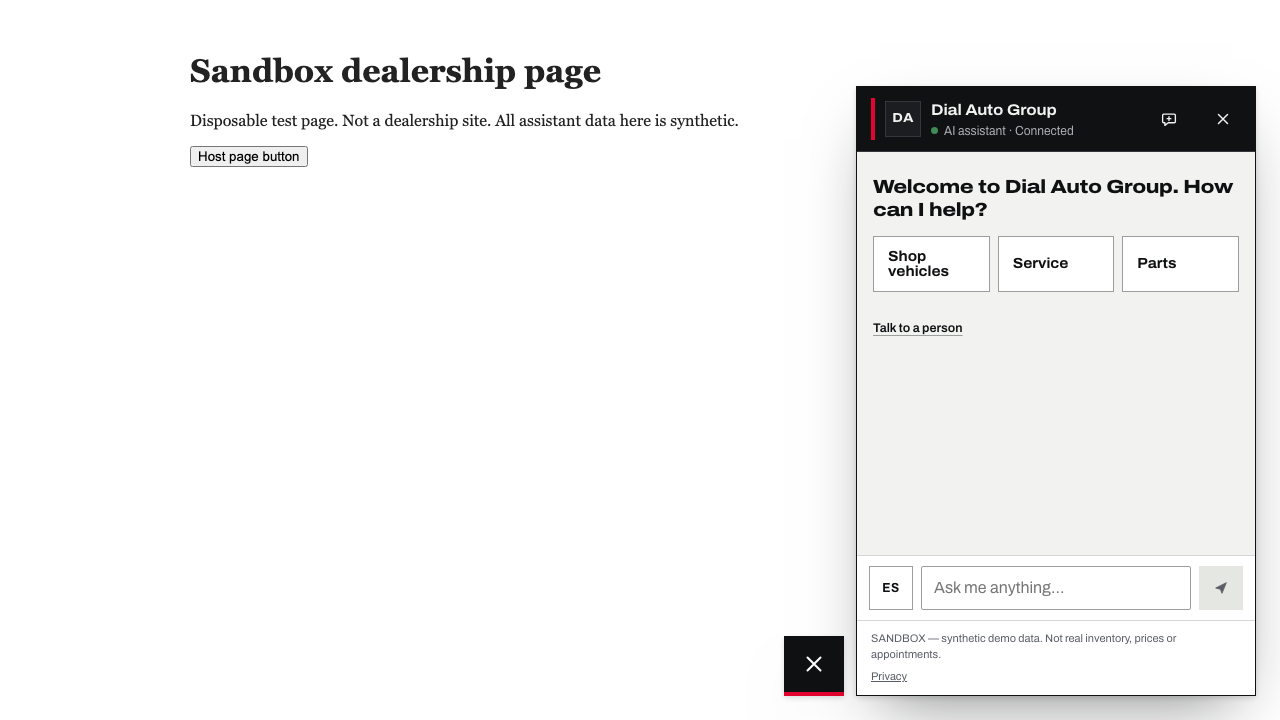 Sandbox dealership page
Disposable test page. Not a dealership site. All assistant data here is synthetic.
Host page button
DA
Dial Auto Group
AI assistant · Connected
Welcome to Dial Auto Group. How
can I help?
Shop
vehicles
Service
Parts
Talk to a person
ES
Ask me anything...
SANDBOX — synthetic demo data. Not real inventory, prices or
appointments.
Privacy